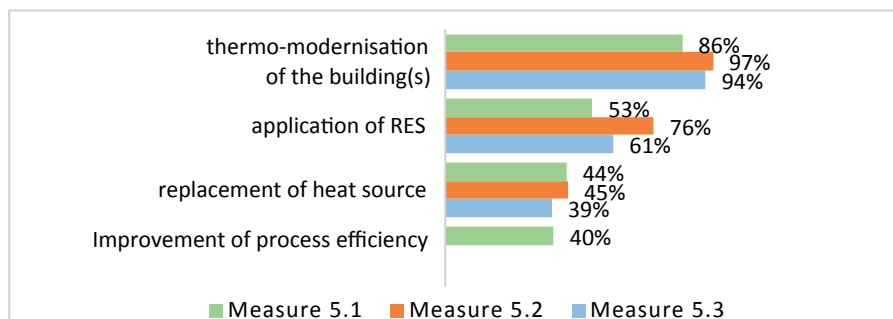 thermo-modernisation
of the building(s)
86%
97%
94%
application of RES
53%
76%
61%
replacement of heat source
44%
45%
39%
Improvement of process efficiency
40%
Measure 5.1 Measure 5.2 Measure 5.3